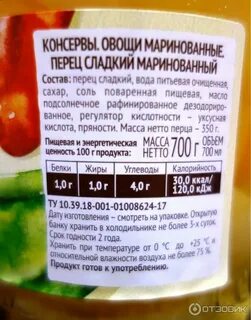 КОНСЕРВЫ. ОВОЩИ МАРИНОВАННЫЕ.
ПЕРЕЦ СЛАДКИЙ МАРИНОВАННЫЙ
Состав: перец сладкий, вода питьевая очищенная,
сахар, соль поваренная пищевая, масло
подсолнечное рафинированное дезодориро-
ванное, регулятор кислотности - уксусная
кислота, пряности. Масса нетто перца – 350 г.
Пищевая и энергетическая
ценность 100 г продукта:
МАССА НЕТТО 700 г ОБЪЕМ 700 мл
Белки Жиры Углеводы Калорийность
1,0 г 1,0 г 4,0 г 30,0 ккал/
120,0 кДж
ТУ 10.39.18-001-01008624-17
Дату изготовления – смотреть на упаковке. Открытую
банку хранить в холодильнике не более 3-х суток.
Срок годности 2 года.
Хранить при температуре от 0 °С до +25 °С и
относительной влажности воздуха не более 75 %.
Продукт готов к употреблению.
ОТЗОВИК